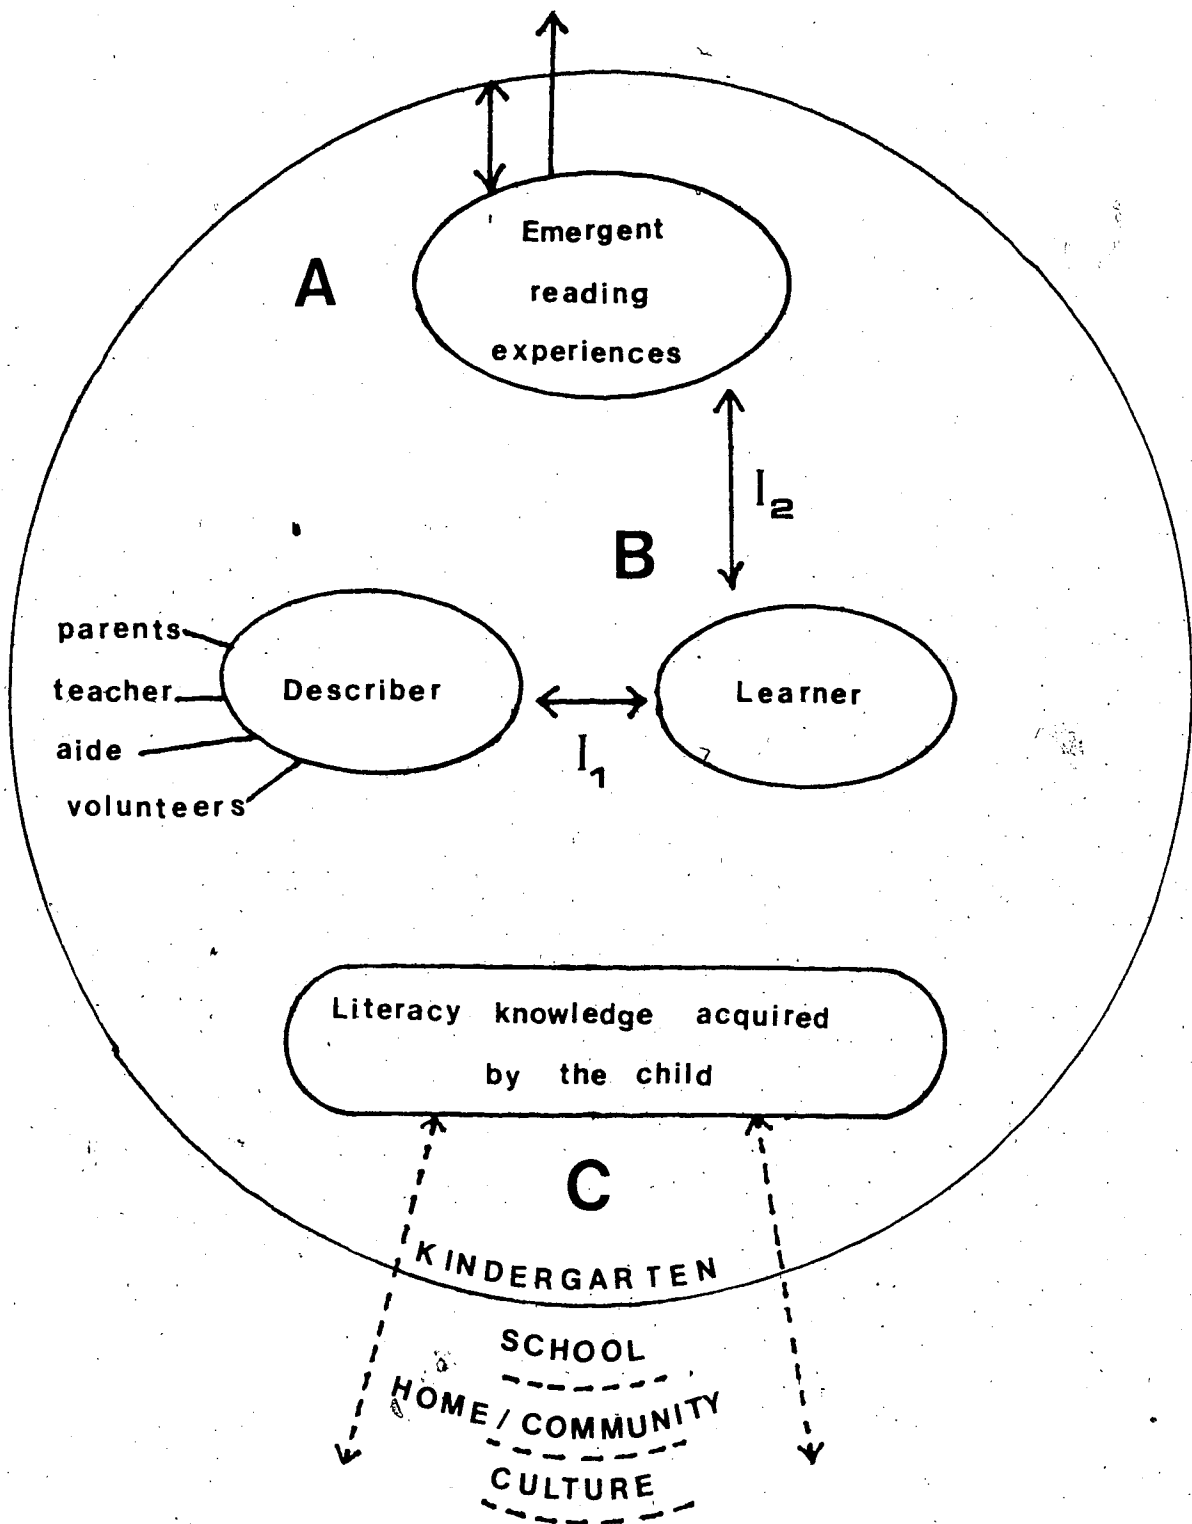 Emergent
reading
experiences
A
I2
B
parents
teacher
aide
volunteers
Describer
I1
Learner
Literacy knowledge acquired
by the child
C
KINDERGARTEN
SCHOOL
HOME / COMMUNITY
CULTURE